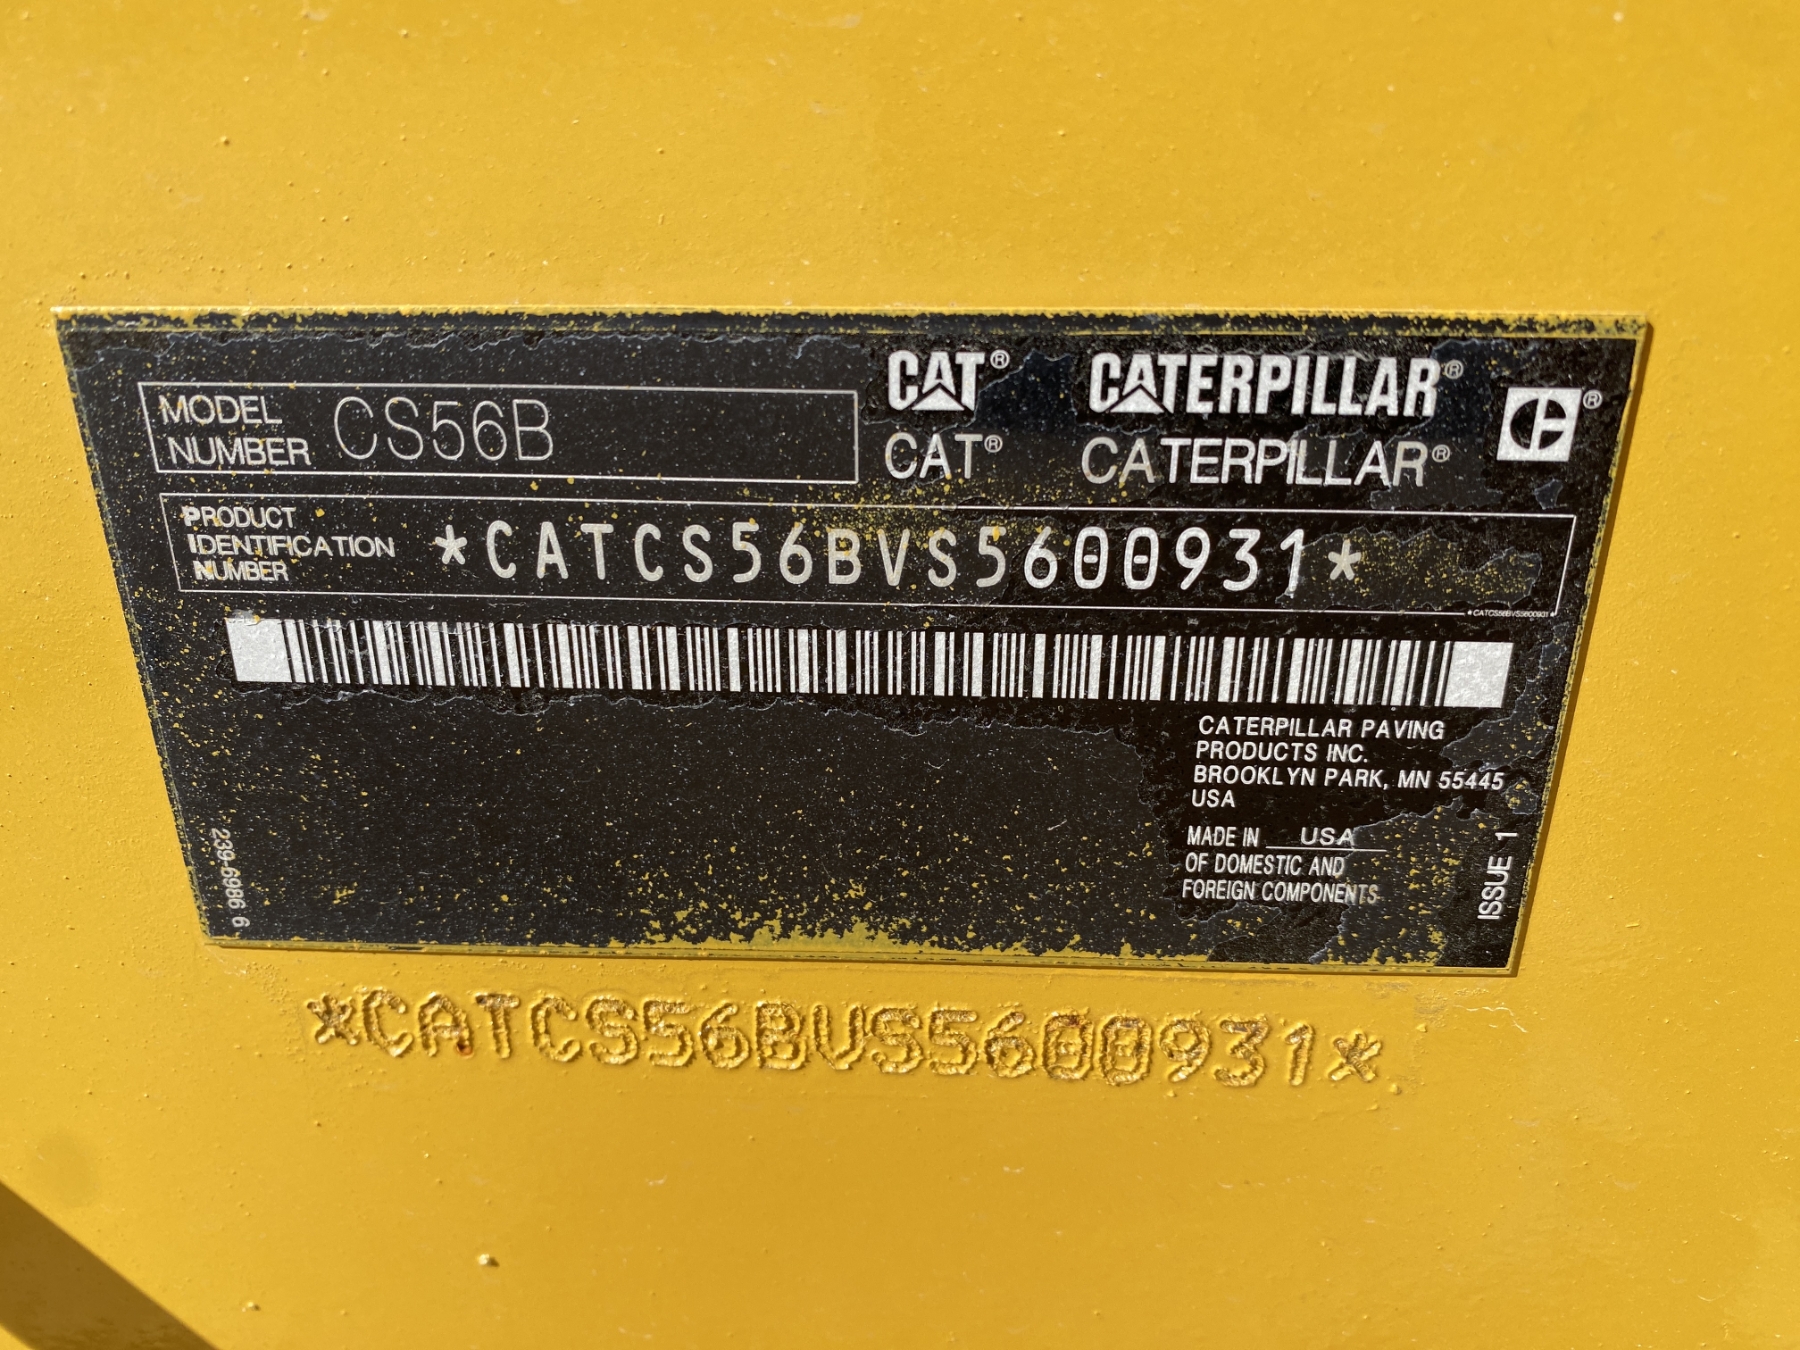 CAT® CATERPILLAR®
MODEL
NUMBER CS56B
CAT® CATERPILLAR®
PRODUCT
IDENTIFICATION
NUMBER
*CATCS56BVS5600931*
*CATCS56BVS5600931*
CATERPILLAR PAVING
PRODUCTS INC.
BROOKLYN PARK, MN 55445
USA
MADE IN USA
OF DOMESTIC AND
FOREIGN COMPONENTS
239-6986 6
ISSUE 1
*CATCS56BVS5600931*